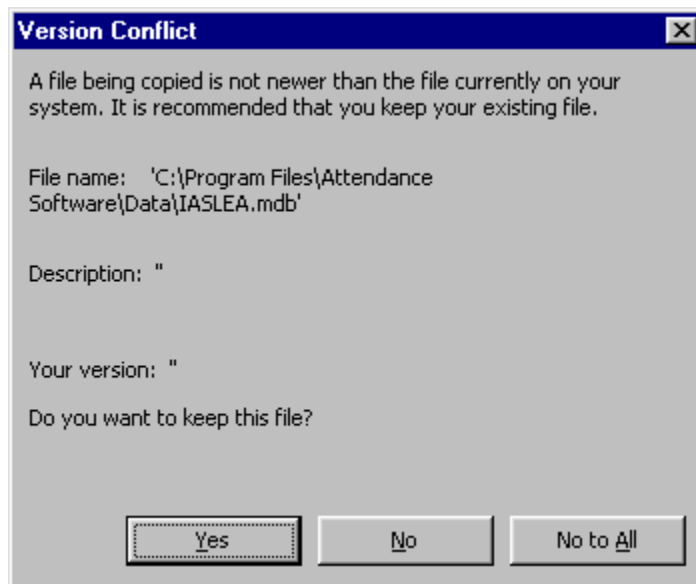 Version Conflict
A file being copied is not newer than the file currently on your
system. It is recommended that you keep your existing file.
File name: 'C:\Program Files\Attendance
Software\Data\IASLEA.mdb'
Description: ''
Your version: ''
Do you want to keep this file?
Yes
No
No to All